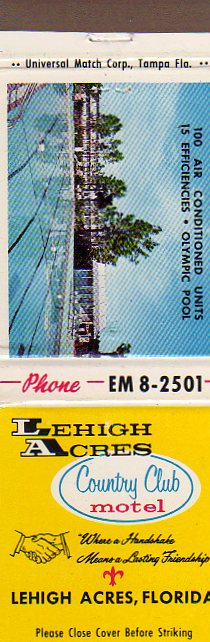 •• Universal Match Corp., Tampa Fla. ••
100 AIR CONDITIONED UNITS
15 EFFICIENCIES • OLYMPIC POOL
Phone — EM 8-2501
LEHIGH
ACRES
Country Club
motel
"Where a Handshake
Means a Lasting Friendship"
LEHIGH ACRES, FLORIDA
Please Close Cover Before Striking